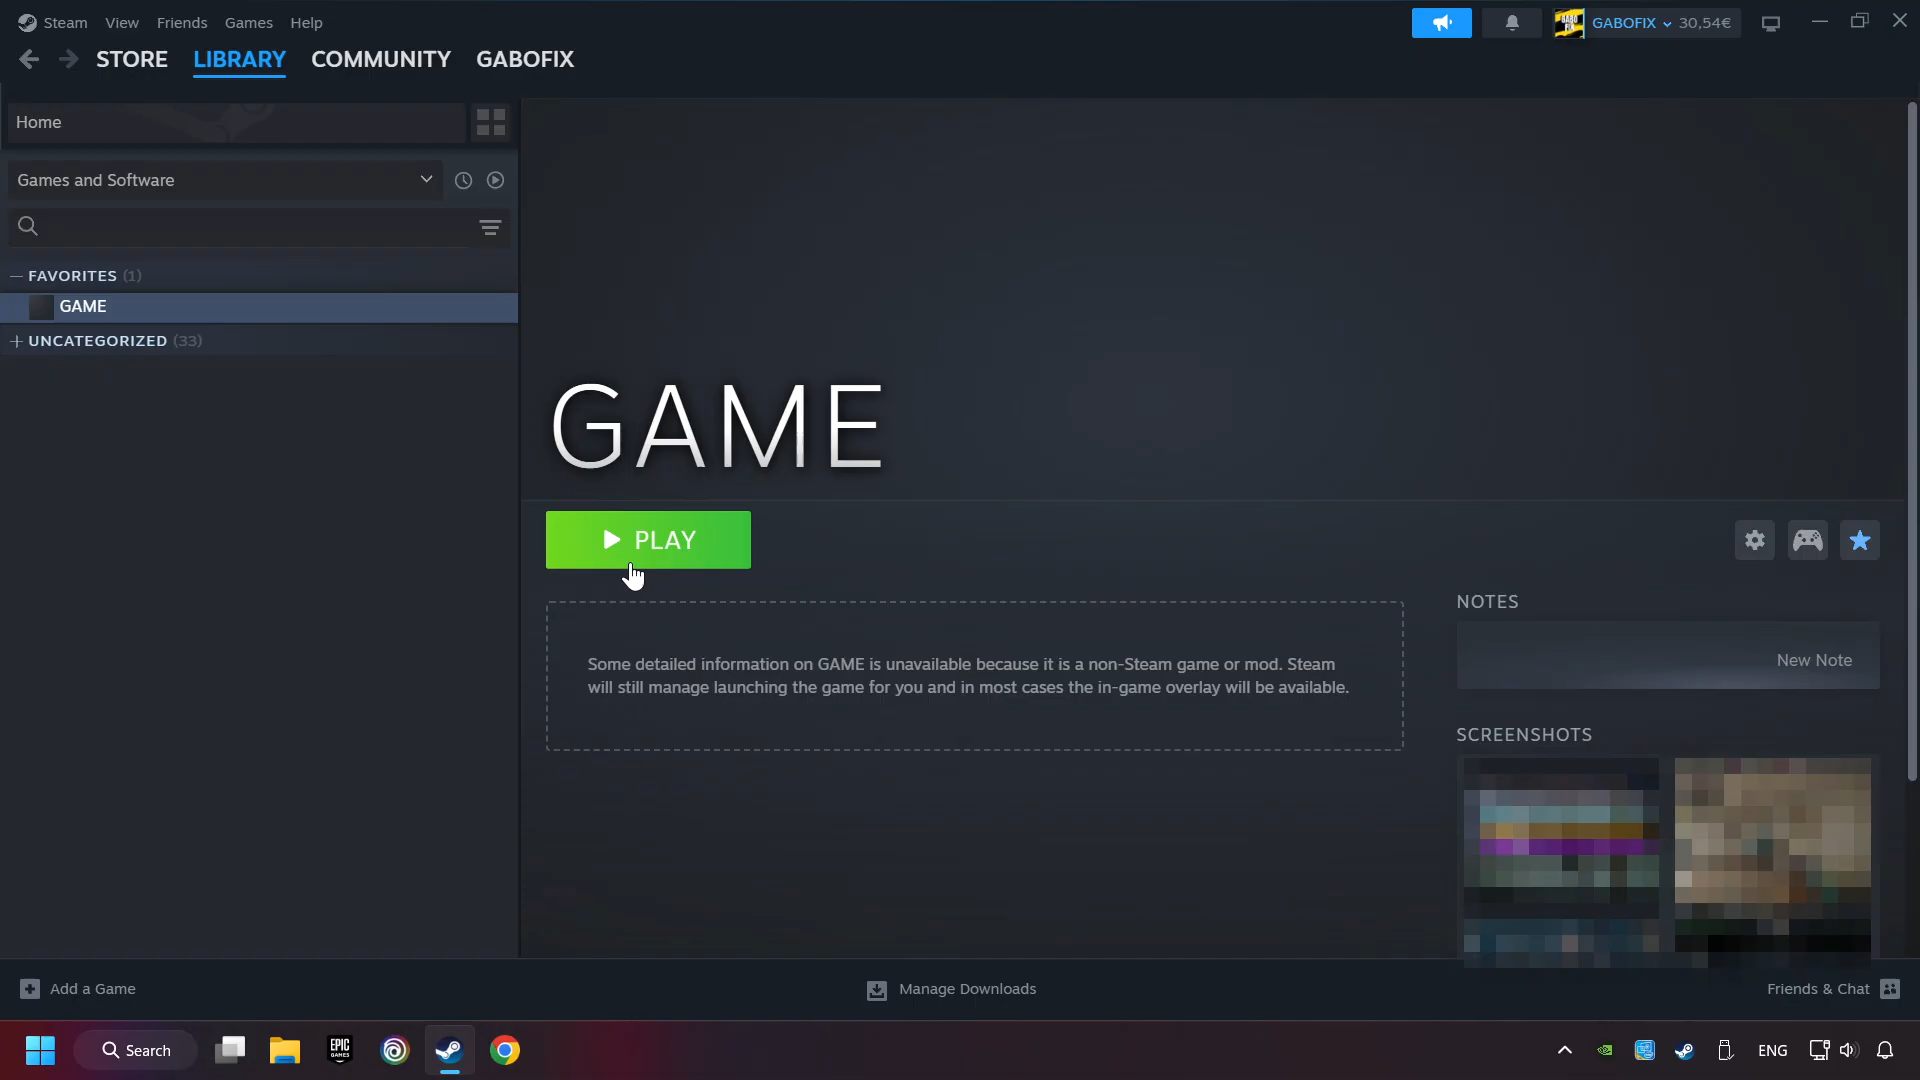 Steam View Friends Games Help
GABOFIX 30,54€
STORE LIBRARY COMMUNITY GABOFIX
Home
Games and Software
— FAVORITES (1)
GAME
+ UNCATEGORIZED (33)
GAME
PLAY
NOTES
New Note
Some detailed information on GAME is unavailable because it is a non-Steam game or mod. Steam
will still manage launching the game for you and in most cases the in-game overlay will be available.
SCREENSHOTS
Add a Game
Manage Downloads
Friends & Chat
Search
EPIC
GAMES
ENG